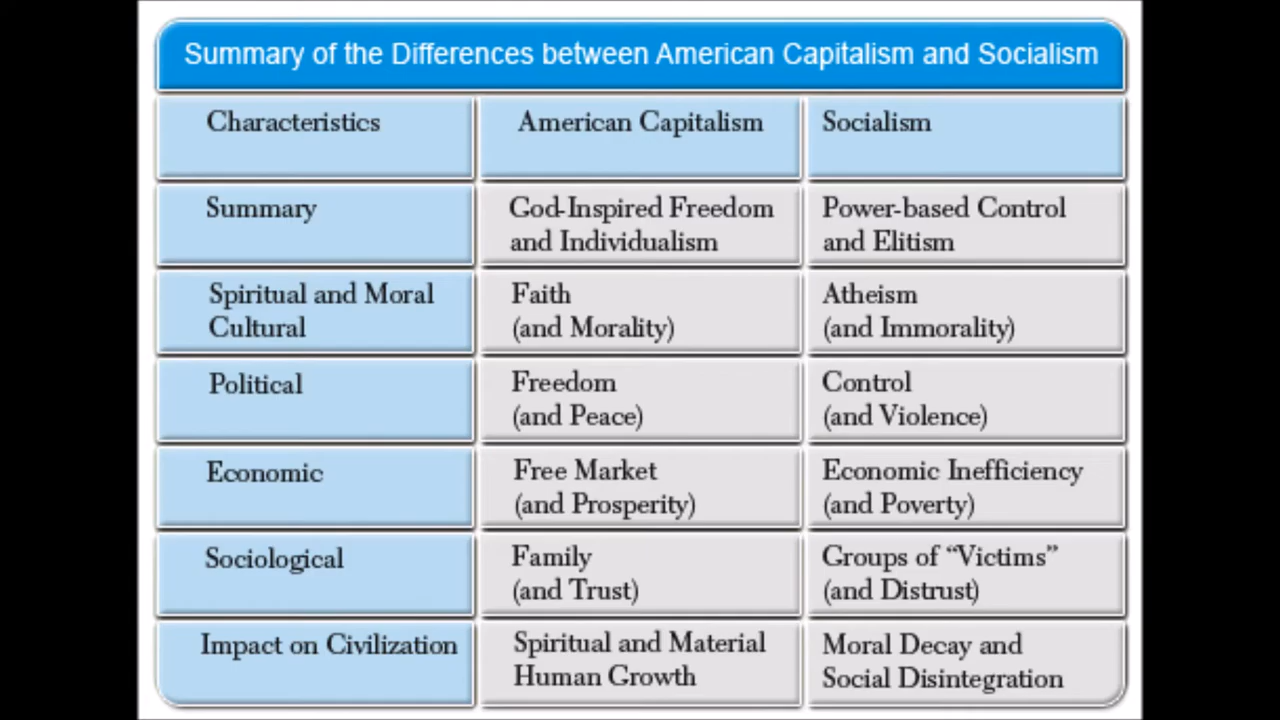 Summary of the Differences between American Capitalism and Socialism
Characteristics
American Capitalism
Socialism
Summary
God-Inspired Freedom
and Individualism
Power-based Control
and Elitism
Spiritual and Moral
Cultural
Faith
(and Morality)
Atheism
(and Immorality)
Political
Freedom
(and Peace)
Control
(and Violence)
Economic
Free Market
(and Prosperity)
Economic Inefficiency
(and Poverty)
Sociological
Family
(and Trust)
Groups of “Victims”
(and Distrust)
Impact on Civilization
Spiritual and Material
Human Growth
Moral Decay and
Social Disintegration